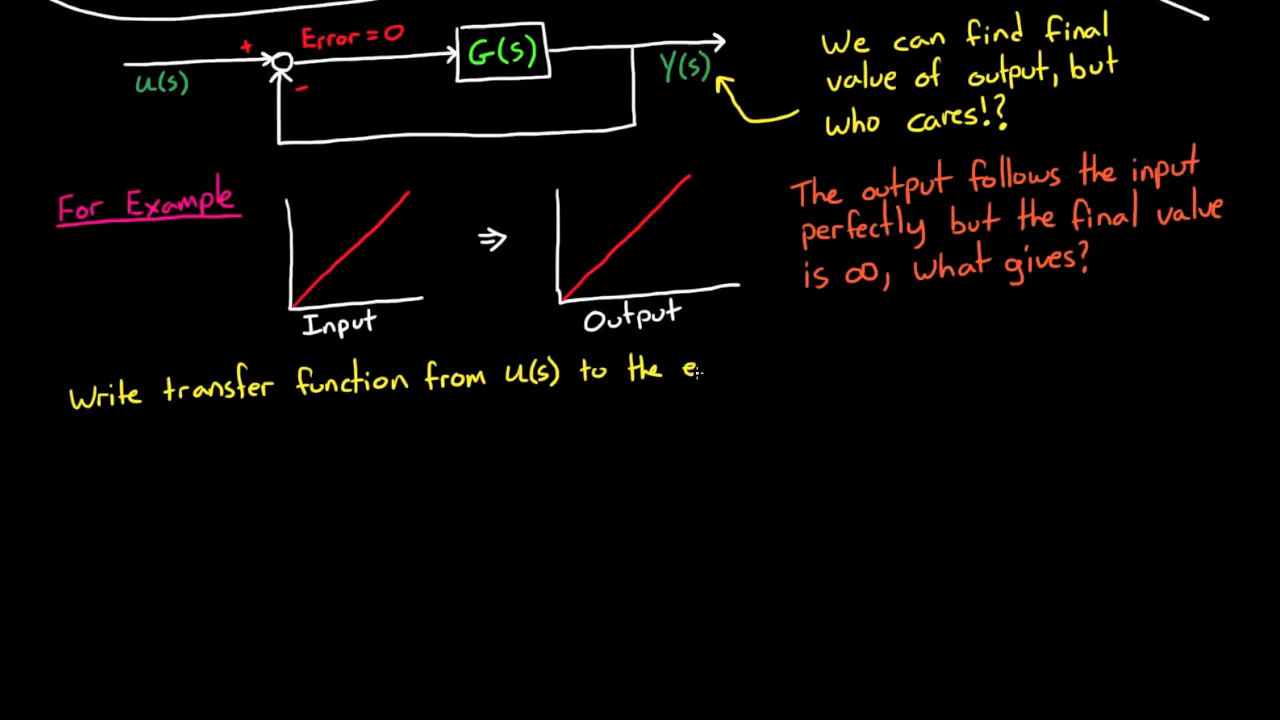 +
Error = 0
G(s)
u(s)
-
Y(s)
We can find final
value of output, but
who cares!?
For Example
⇒
Input
Output
The output follows the input
perfectly but the final value
is ∞, what gives?
Write transfer function from u(s) to the e